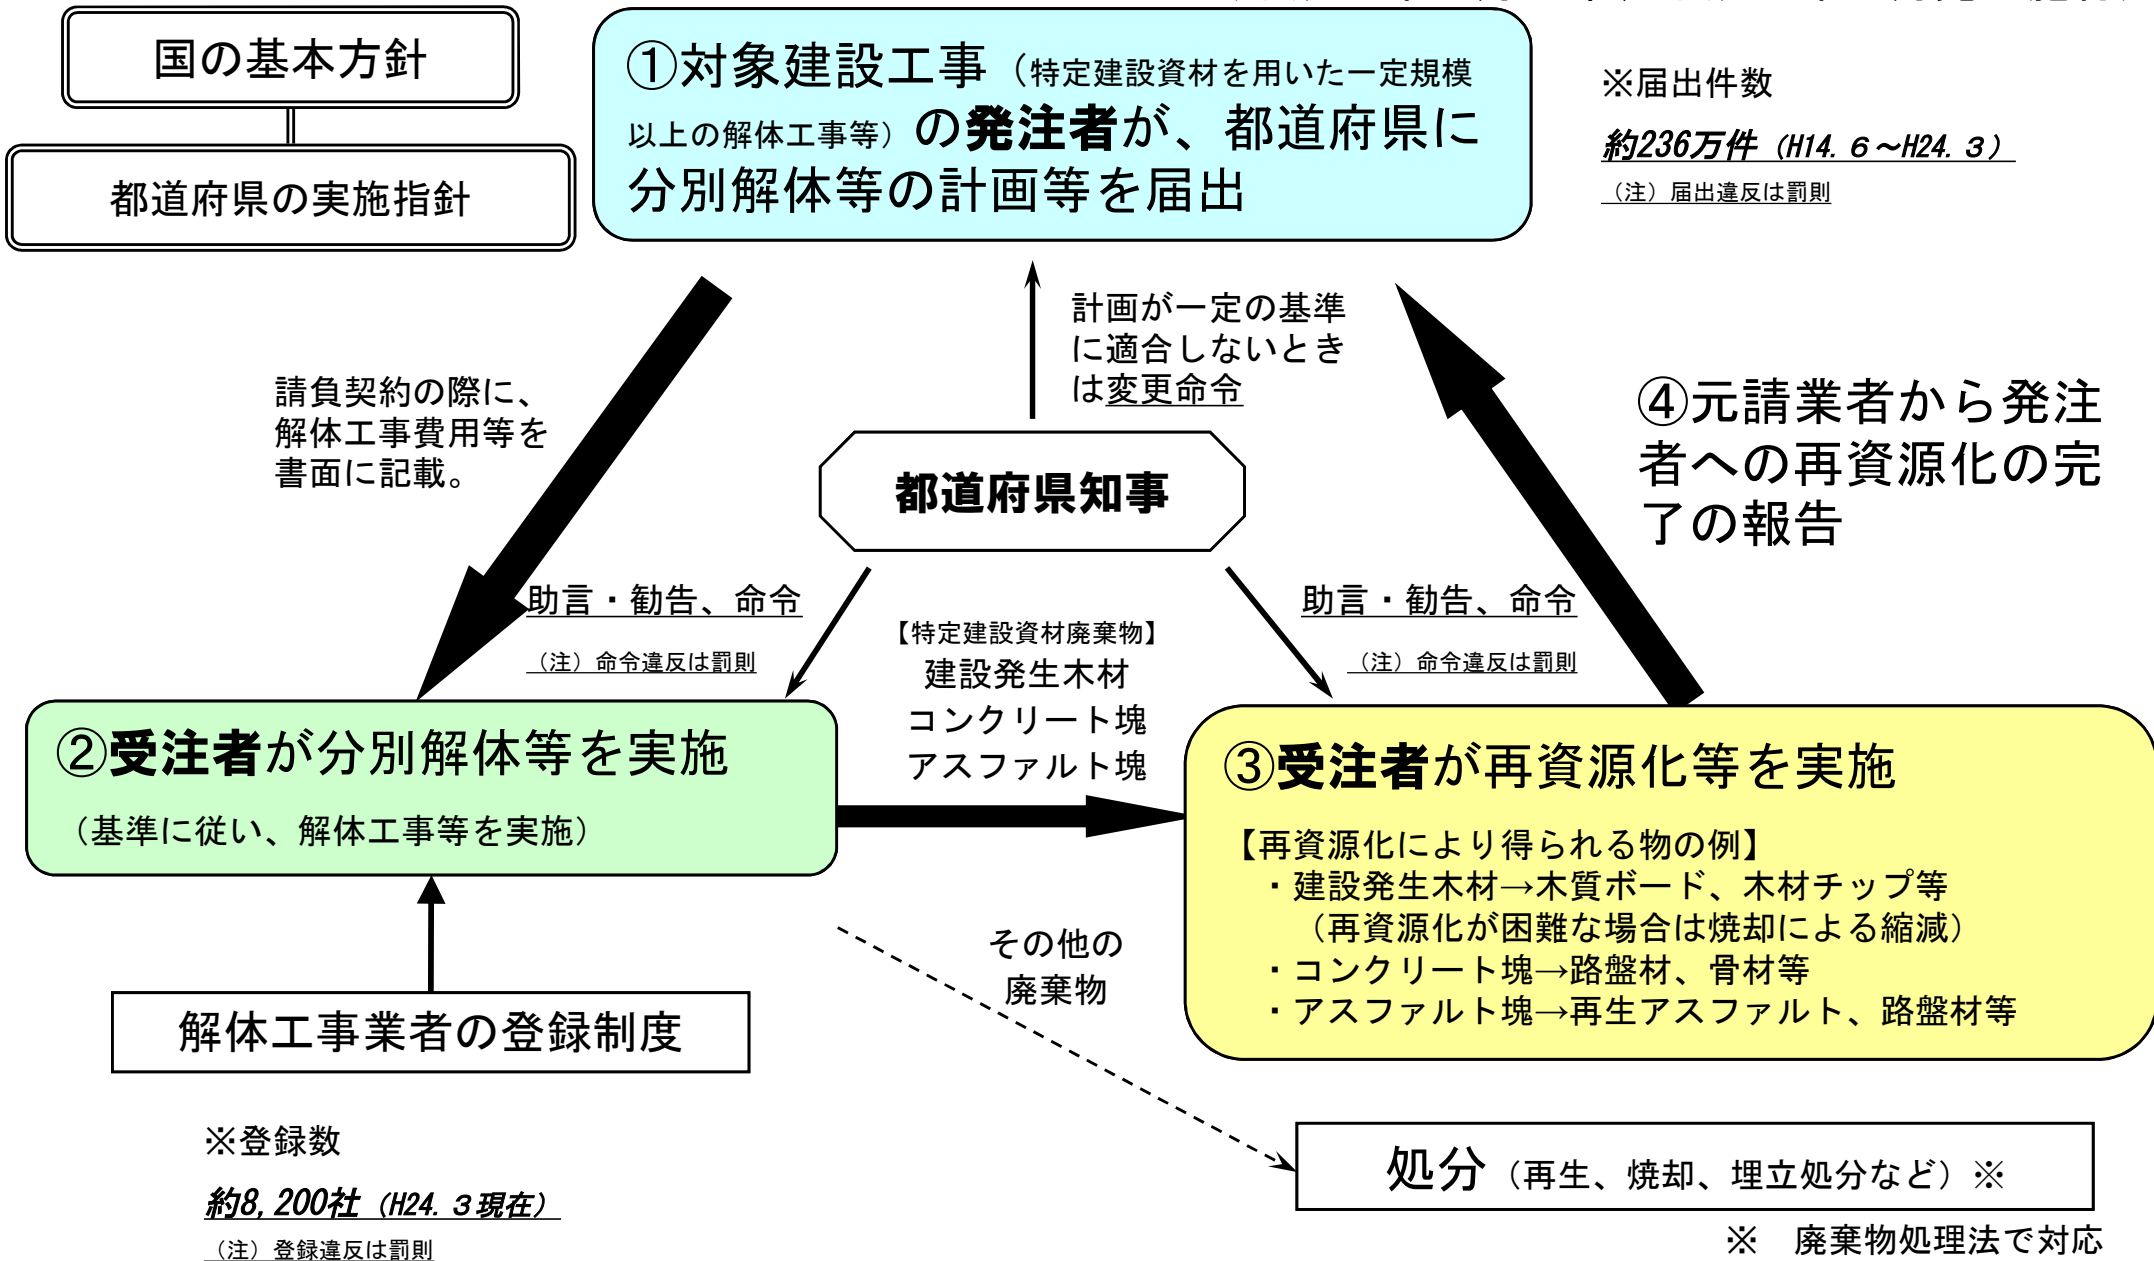 国の基本方針
都道府県の実施指針
①対象建設工事（特定建設資材を用いた一定規模
以上の解体工事等）の発注者が、都道府県に
分別解体等の計画等を届出
※届出件数
約236万件（H14.６～H24.３）
（注）届出違反は罰則
請負契約の際に、
解体工事費用等を
書面に記載。
計画が一定の基準
に適合しないとき
は変更命令
④元請業者から発注
者への再資源化の完
了の報告
都道府県知事
助言・勧告、命令
（注）命令違反は罰則
【特定建設資材廃棄物】
建設発生木材
コンクリート塊
アスファルト塊
助言・勧告、命令
（注）命令違反は罰則
②受注者が分別解体等を実施
（基準に従い、解体工事等を実施）
③受注者が再資源化等を実施
【再資源化により得られる物の例】
・建設発生木材→木質ボード、木材チップ等
（再資源化が困難な場合は焼却による縮減）
・コンクリート塊→路盤材、骨材等
・アスファルト塊→再生アスファルト、路盤材等
その他の
廃棄物
解体工事業者の登録制度
※登録数
約8,200社（H24.３現在）
（注）登録違反は罰則
処分（再生、焼却、埋立処分など）※
※　廃棄物処理法で対応